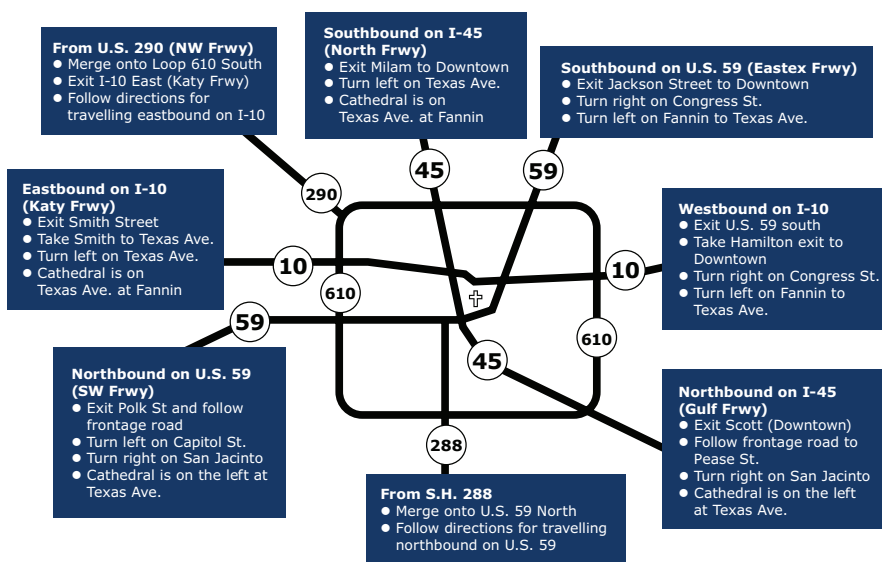 From U.S. 290 (NW Frwy)
● Merge onto Loop 610 South
● Exit I-10 East (Katy Frwy)
● Follow directions for
travelling eastbound on I-10
Southbound on I-45
(North Frwy)
● Exit Milam to Downtown
● Turn left on Texas Ave.
● Cathedral is on
Texas Ave. at Fannin
Southbound on U.S. 59 (Eastex Frwy)
● Exit Jackson Street to Downtown
● Turn right on Congress St.
● Turn left on Fannin to Texas Ave.
45
59
290
Eastbound on I-10
(Katy Frwy)
● Exit Smith Street
● Take Smith to Texas Ave.
● Turn left on Texas Ave.
● Cathedral is on
Texas Ave. at Fannin
Westbound on I-10
● Exit U.S. 59 south
● Take Hamilton exit to
Downtown
● Turn right on Congress St.
● Turn left on Fannin to
Texas Ave.
10
10
610
59
610
45
Northbound on U.S. 59
(SW Frwy)
● Exit Polk St and follow
frontage road
● Turn left on Capitol St.
● Turn right on San Jacinto
● Cathedral is on the left at
Texas Ave.
Northbound on I-45
(Gulf Frwy)
● Exit Scott (Downtown)
● Follow frontage road to
Pease St.
● Turn right on San Jacinto
● Cathedral is on the left
at Texas Ave.
288
From S.H. 288
● Merge onto U.S. 59 North
● Follow directions for travelling
northbound on U.S. 59